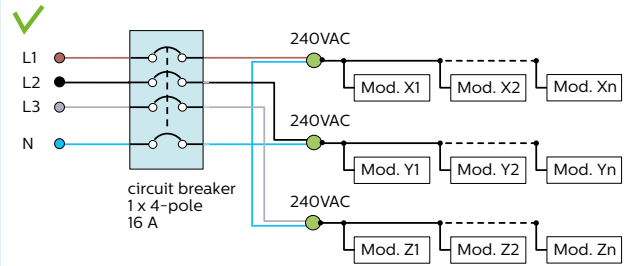 240VAC
L1
Mod. X1 Mod. X2 Mod. Xn
L2
L3
240VAC
N
Mod. Y1 Mod. Y2 Mod. Yn
circuit breaker
1 x 4-pole
16 A
240VAC
Mod. Z1 Mod. Z2 Mod. Zn